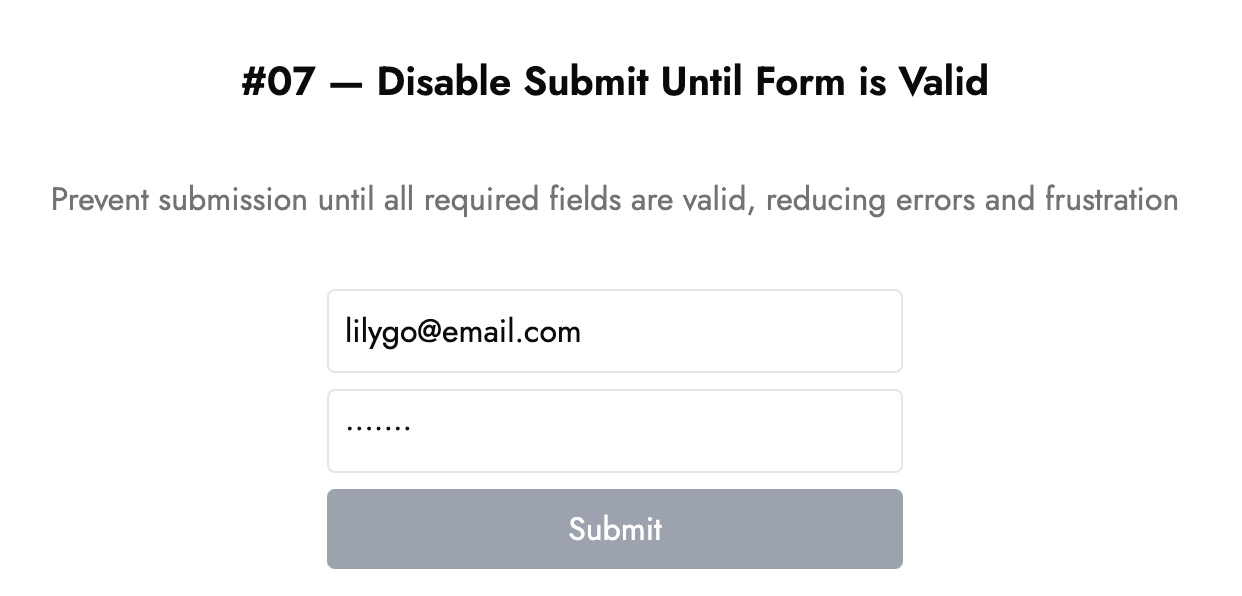 #07 — Disable Submit Until Form is Valid
Prevent submission until all required fields are valid, reducing errors and frustration
lilygo@email.com
·······
Submit